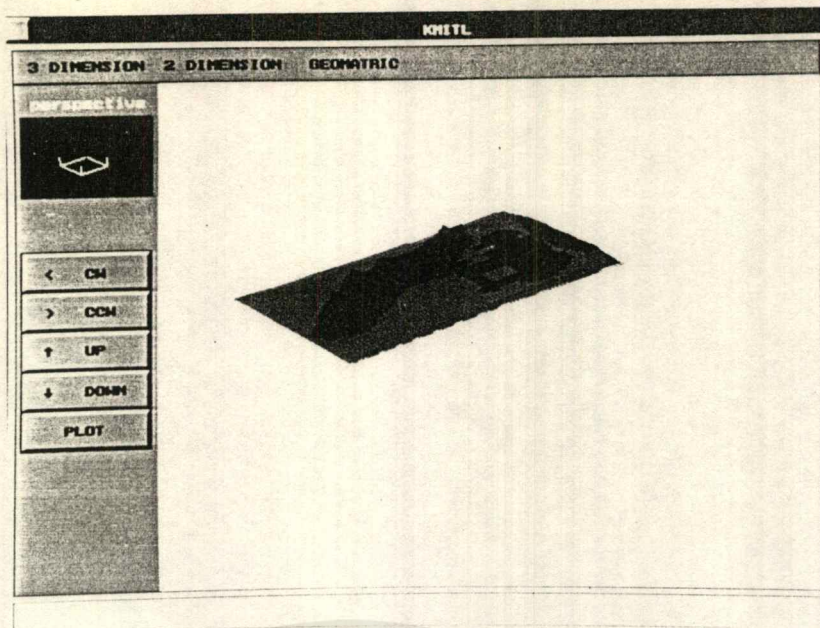 KMITL
3 DIMENSION 2 DIMENSION GEOMATRIC
perspective
< CW
> CCW
↑ UP
↓ DOWN
PLOT